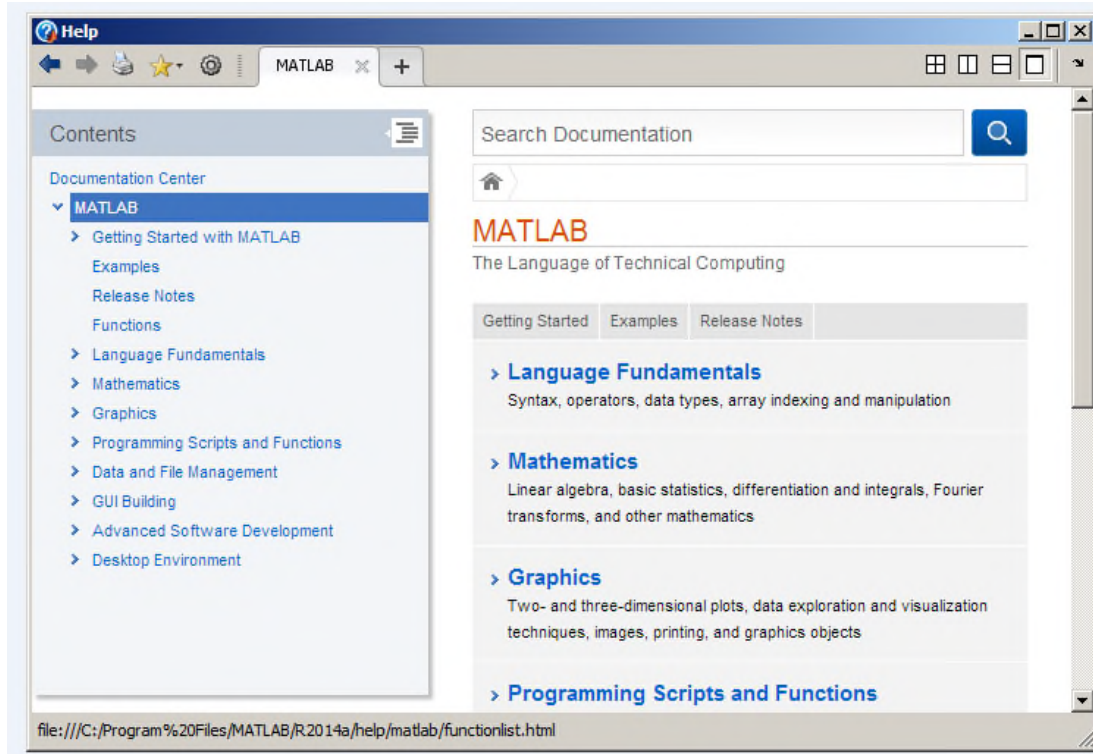 Help
MATLAB
Contents
Documentation Center
MATLAB
Getting Started with MATLAB
Examples
Release Notes
Functions
Language Fundamentals
Mathematics
Graphics
Programming Scripts and Functions
Data and File Management
GUI Building
Advanced Software Development
Desktop Environment
Search Documentation
MATLAB
The Language of Technical Computing
Getting Started Examples Release Notes
Language Fundamentals
Syntax, operators, data types, array indexing and manipulation
Mathematics
Linear algebra, basic statistics, differentiation and integrals, Fourier
transforms, and other mathematics
Graphics
Two- and three-dimensional plots, data exploration and visualization
techniques, images, printing, and graphics objects
Programming Scripts and Functions
file:///C:/Program%20Files/MATLAB/R2014a/help/matlab/functionlist.html